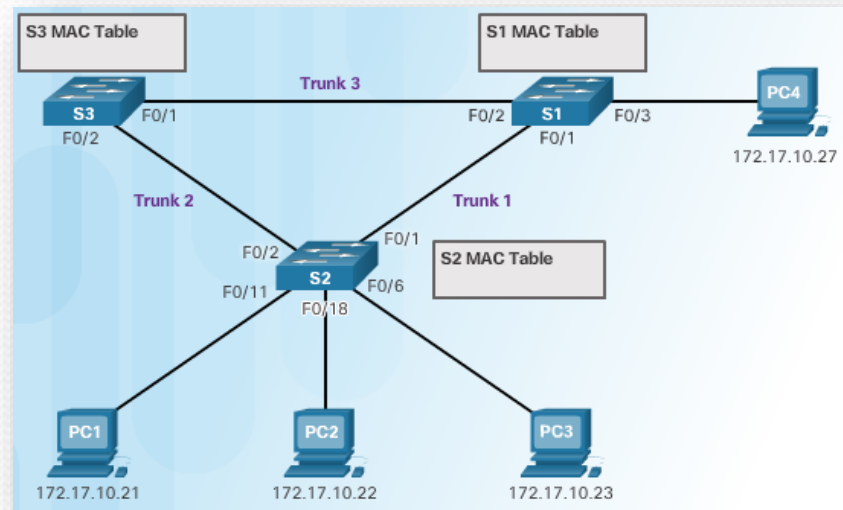 S3 MAC Table
S1 MAC Table
Trunk 3
PC4
S3
F0/1
F0/2
S1
F0/3
F0/2
F0/1
172.17.10.27
Trunk 2
Trunk 1
F0/2
F0/1
S2 MAC Table
S2
F0/11
F0/6
F0/18
PC1
PC2
PC3
172.17.10.21
172.17.10.22
172.17.10.23